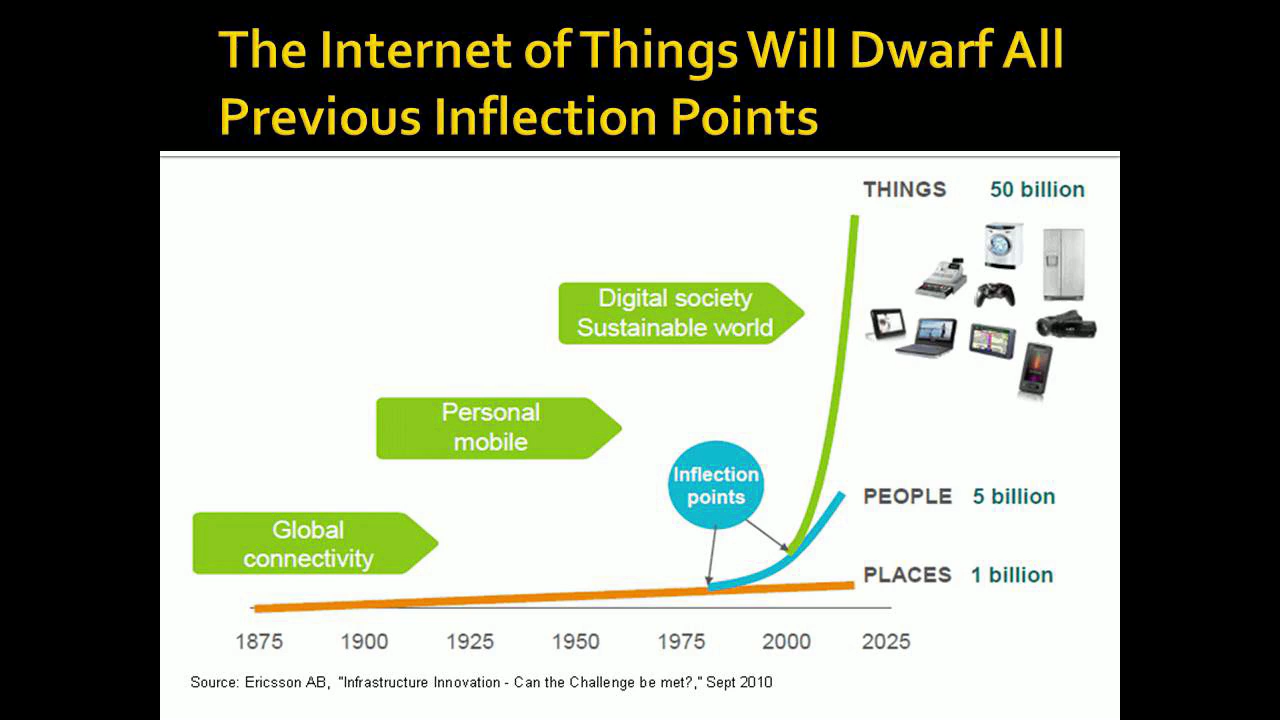 The Internet of Things Will Dwarf All
Previous Inflection Points
THINGS 50 billion
Digital society
Sustainable world
Personal
mobile
Inflection
points
PEOPLE 5 billion
Global
connectivity
PLACES 1 billion
1875 1900 1925 1950 1975 2000 2025
Source: Ericsson AB, "Infrastructure Innovation - Can the Challenge be met?," Sept 2010